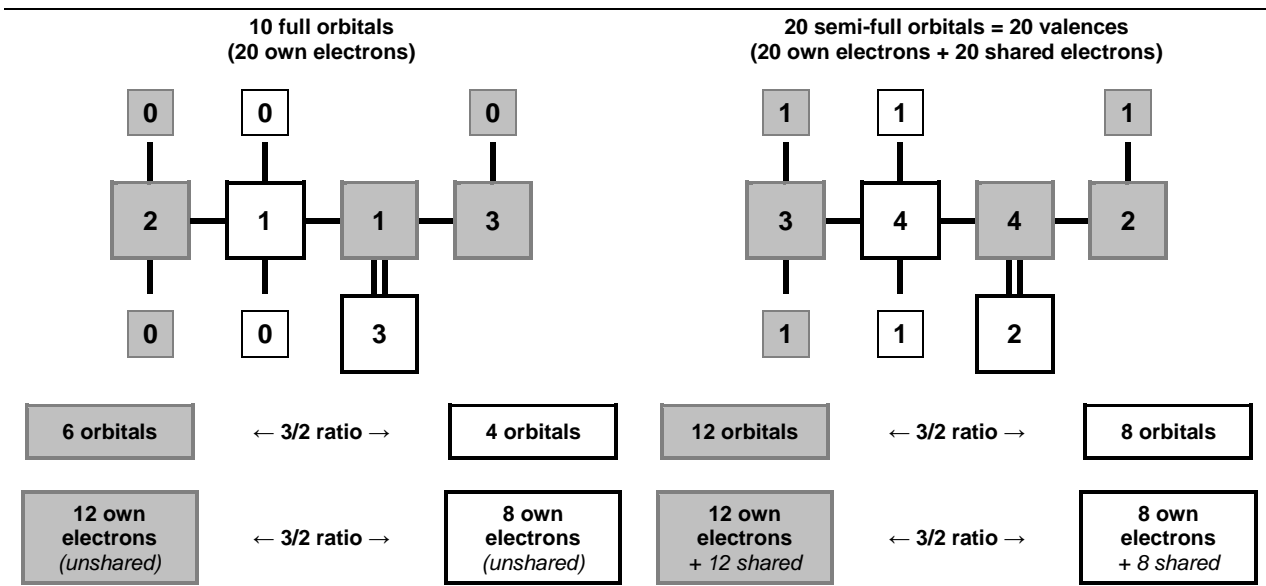 10 full orbitals
(20 own electrons)
0 0 0
2 1 1 3
0 0 3
6 orbitals ← 3/2 ratio → 4 orbitals
12 own
electrons
(unshared)
← 3/2 ratio →
8 own
electrons
(unshared)
20 semi-full orbitals = 20 valences
(20 own electrons + 20 shared electrons)
1 1 1
3 4 4 2
1 1 2
12 orbitals ← 3/2 ratio → 8 orbitals
12 own
electrons
+ 12 shared
← 3/2 ratio →
8 own
electrons
+ 8 shared